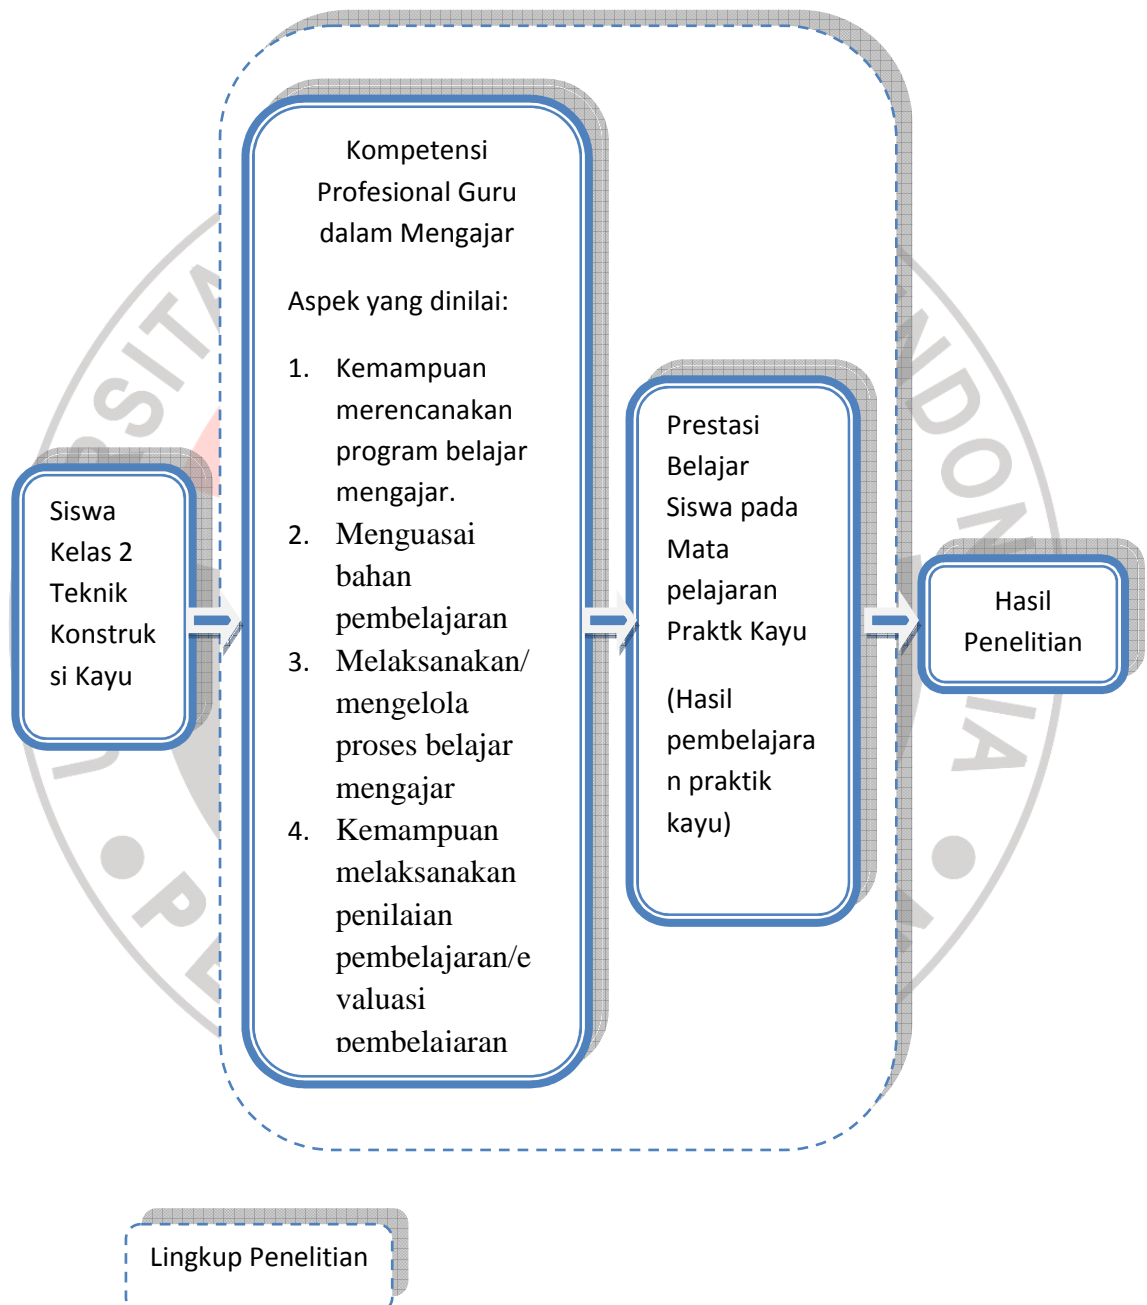 Kompetensi
Profesional Guru
dalam Mengajar
Aspek yang dinilai:
1. Kemampuan
merencanakan
program belajar
mengajar.
2. Menguasai
bahan
pembelajaran
3. Melaksanakan/
mengelola
proses belajar
mengajar
4. Kemampuan
melaksanakan
penilaian
pembelajaran/e
valuasi
pembelajaran
Siswa
Kelas 2
Teknik
Konstruk
si Kayu
Prestasi
Belajar
Siswa pada
Mata
pelajaran
Praktk Kayu
(Hasil
pembelajara
n praktik
kayu)
Hasil
Penelitian
Lingkup Penelitian